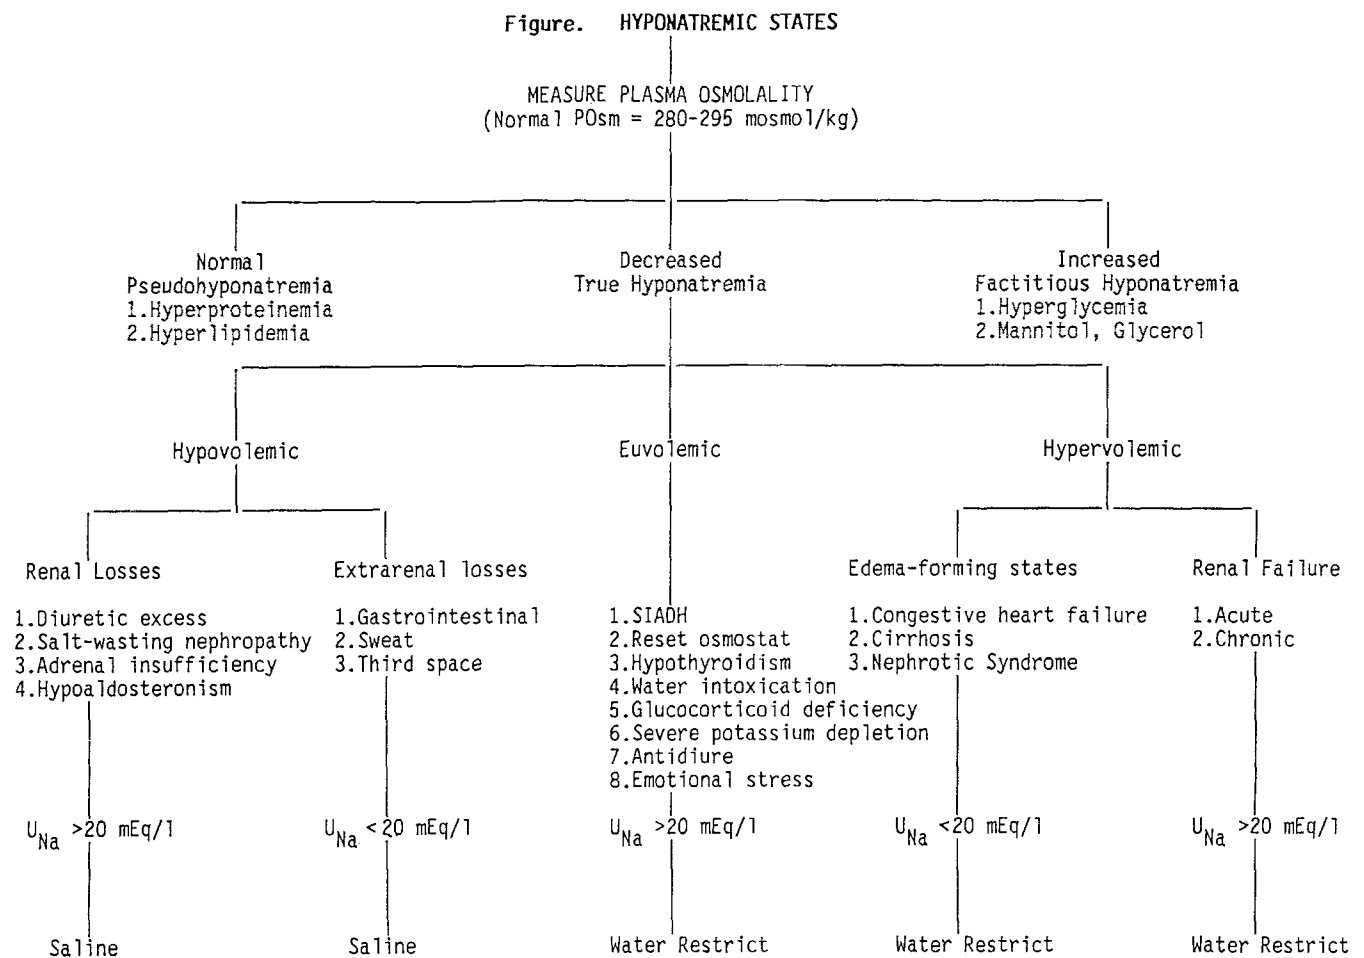 Figure. HYPONATREMIC STATES
MEASURE PLASMA OSMOLALITY
(Normal POsm = 280-295 mosmol/kg)
Normal
Pseudohyponatremia
1.Hyperproteinemia
2.Hyperlipidemia
Decreased
True Hyponatremia
Increased
Factitious Hyponatremia
1.Hyperglycemia
2.Mannitol, Glycerol
Hypovolemic
Euvolemic
Hypervolemic
Renal Losses
1.Diuretic excess
2.Salt-wasting nephropathy
3.Adrenal insufficiency
4.Hypoaldosteronism
Extrarenal losses
1.Gastrointestinal
2.Sweat
3.Third space
1.SIADH
2.Reset osmostat
3.Hypothyroidism
4.Water intoxication
5.Glucocorticoid deficiency
6.Severe potassium depletion
7.Antidiure
8.Emotional stress
Edema-forming states
1.Congestive heart failure
2.Cirrhosis
3.Nephrotic Syndrome
Renal Failure
1.Acute
2.Chronic
UNa >20 mEq/l
UNa <20 mEq/l
UNa >20 mEq/l
UNa <20 mEq/l
UNa >20 mEq/l
Saline
Saline
Water Restrict
Water Restrict
Water Restrict